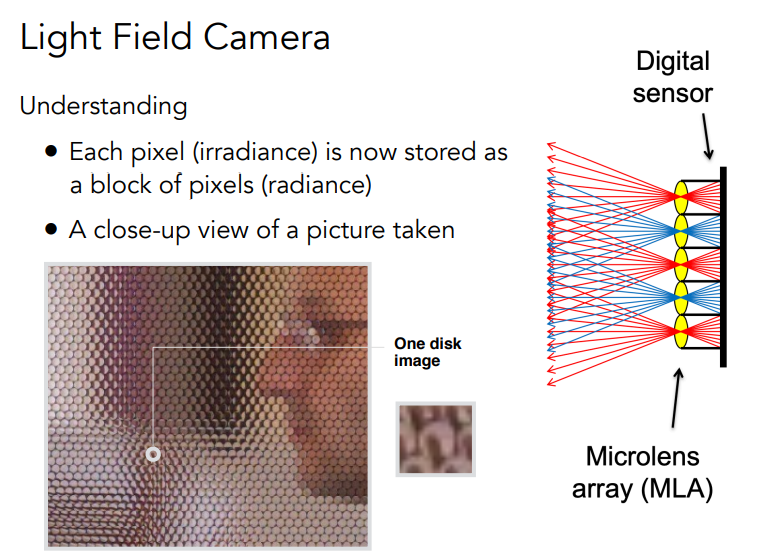 Light Field Camera
Understanding
• Each pixel (irradiance) is now stored as
a block of pixels (radiance)
• A close-up view of a picture taken
One disk
image
Digital
sensor
Microlens
array (MLA)